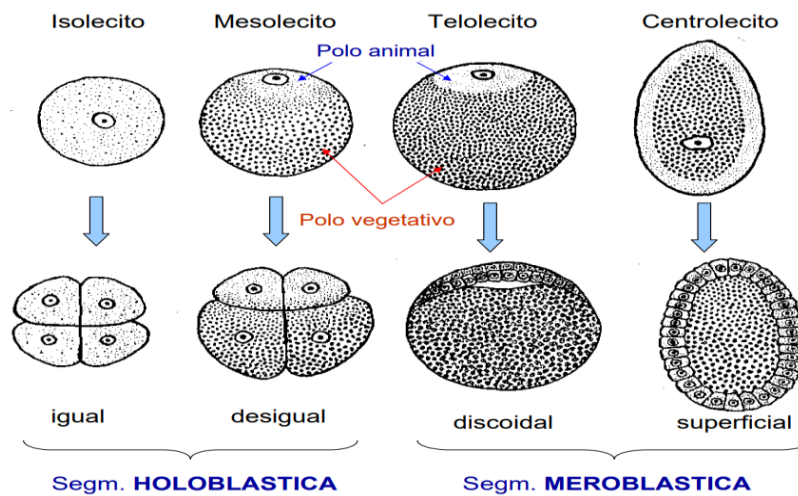 Isolecito Mesolecito Telolecito Centrolecito
Polo animal
Polo vegetativo
igual desigual discoidal superficial
Segm. HOLOBLASTICA Segm. MEROBLASTICA